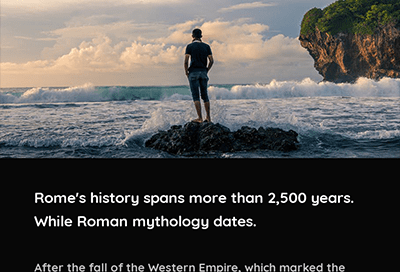 Rome's history spans more than 2,500 years.
While Roman mythology dates.
After the fall of the Western Empire, which marked the